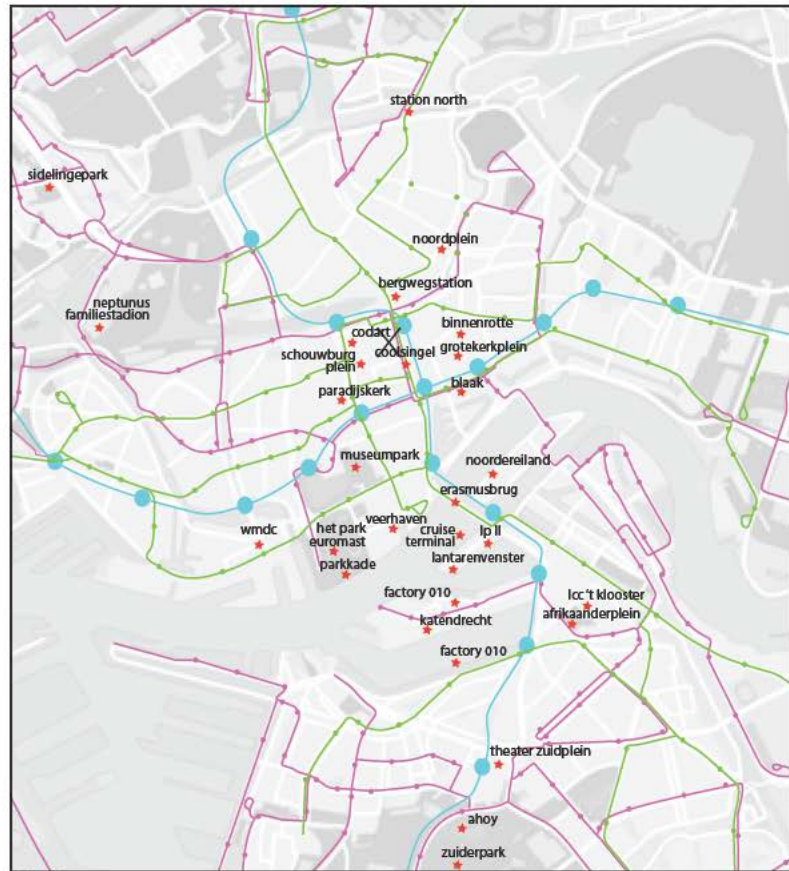 station north
sidelingepark
noordplein
bergwegstation
neptunus
familiestadion
binnenrotte
codart
grotekerkplein
schouwburg
plein
coolsingel
blaak
paradijskerk
museumpark
noordereiland
erasmusbrug
veerhaven
wmdc
het park
euromast
cruise
terminal
lp II
parkkade
lantarenvenster
factory 010
lcc 't klooster
afrikaanderplein
katendrecht
factory 010
theater zuidplein
ahoy
zuiderpark